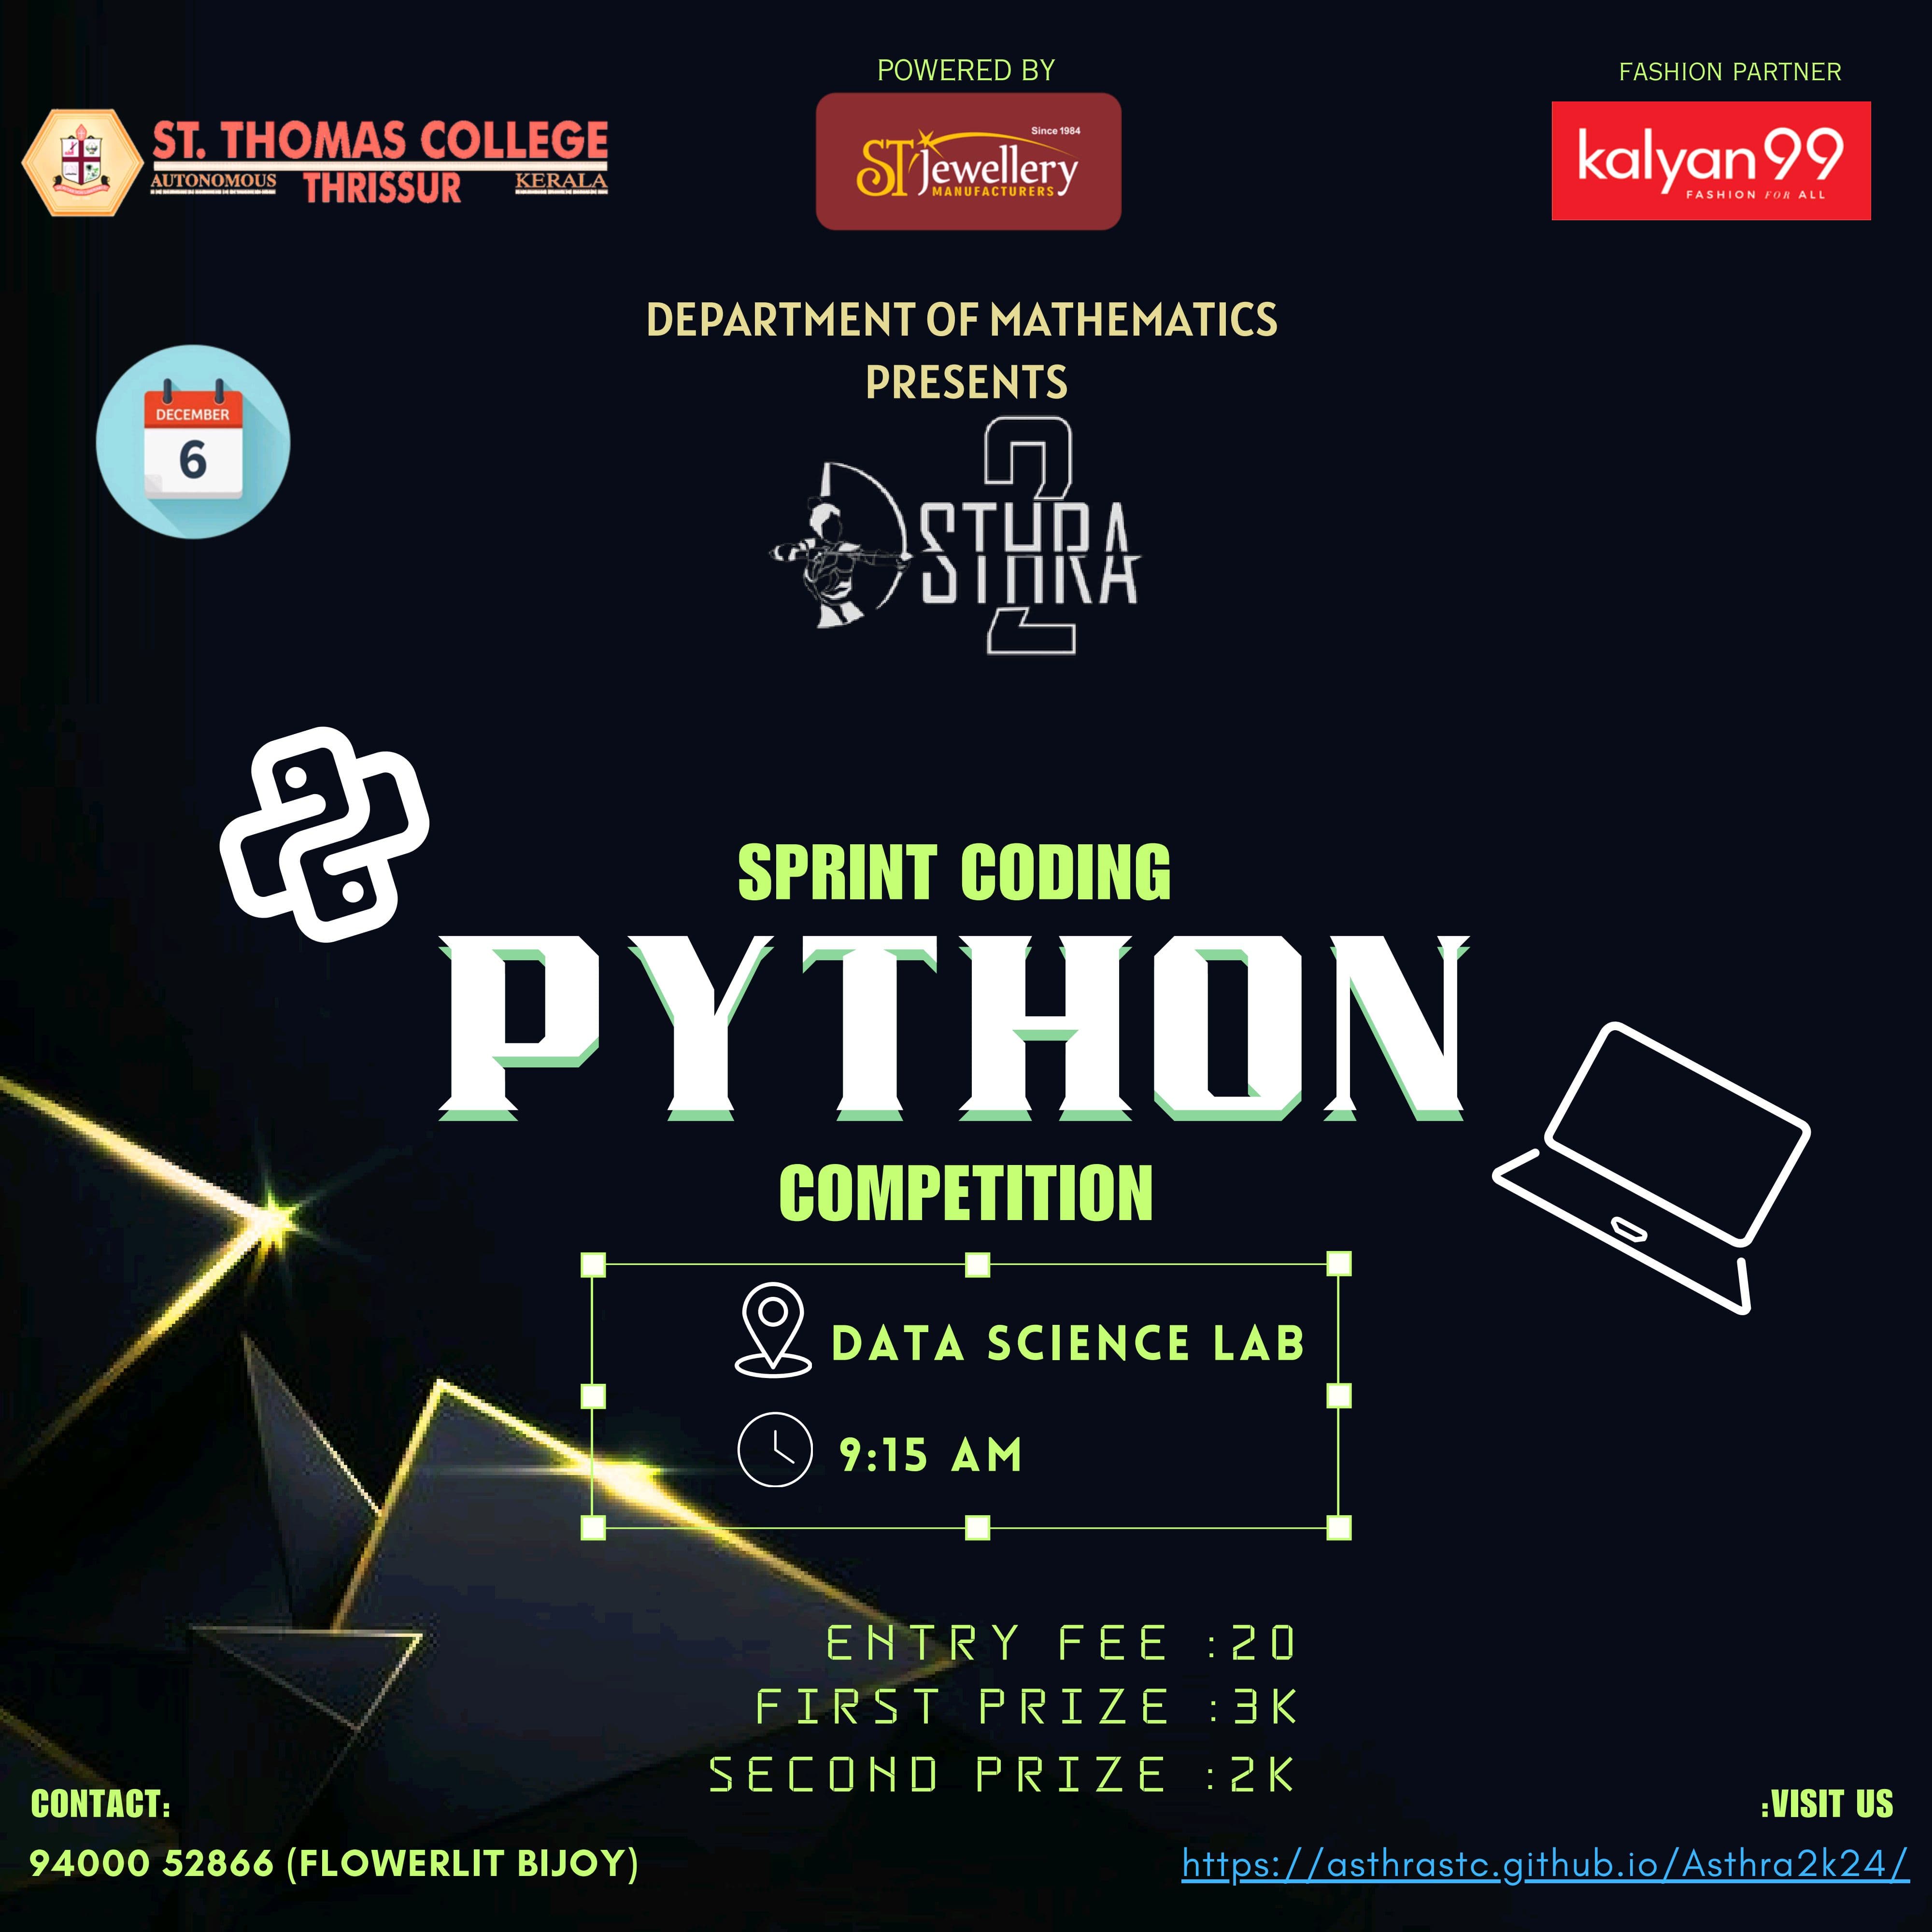 POWERED BY
FASHION PARTNER
ST. THOMAS COLLEGE
AUTONOMOUS THRISSUR KERALA
Since 1984
ST Jewellery
MANUFACTURERS
kalyan99
FASHION FOR ALL
DEPARTMENT OF MATHEMATICS
PRESENTS
DECEMBER
6
2
STHRA
SPRINT CODING
PYTHON
COMPETITION
DATA SCIENCE LAB
9:15 AM
ENTRY FEE :20
FIRST PRIZE :3K
SECOND PRIZE :2K
CONTACT:
94000 52866 (FLOWERLIT BIJOY)
:VISIT US
https://asthrastc.github.io/Asthra2k24/